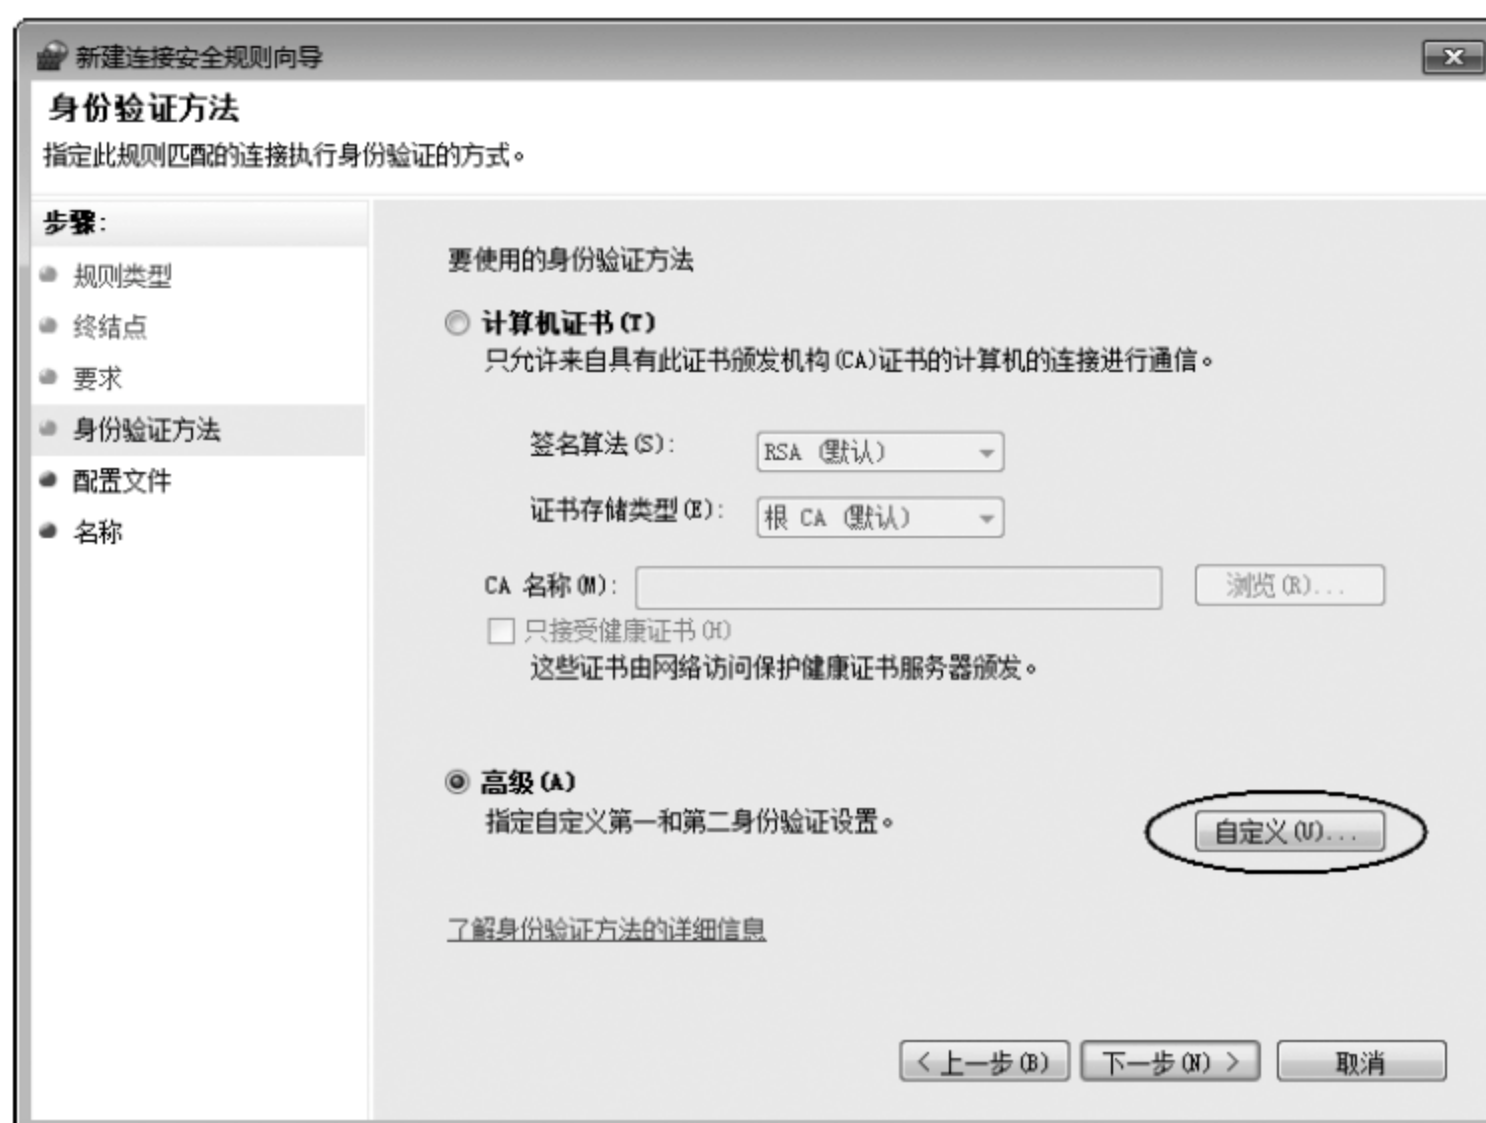 新建连接安全规则向导
身份验证方法
指定此规则匹配的连接执行身份验证的方式。
步骤:
规则类型
终结点
要求
身份验证方法
配置文件
名称
要使用的身份验证方法
计算机证书(T)
只允许来自具有此证书颁发机构(CA)证书的计算机的连接进行通信。
签名算法(S): RSA (默认)
证书存储类型(E): 根 CA (默认)
CA 名称(M): 浏览(R)...
只接受健康证书(H)
这些证书由网络访问保护健康证书服务器颁发。
高级(A)
指定自定义第一和第二身份验证设置。
自定义(U)...
了解身份验证方法的详细信息
< 上一步(B) 下一步(N) > 取消